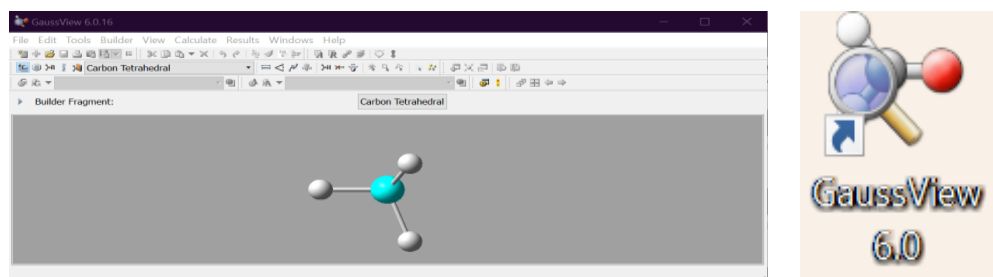 GaussView 6.0.16
File Edit Tools Builder View Calculate Results Windows Help
Carbon Tetrahedral
Builder Fragment: Carbon Tetrahedral
GaussView
6.0